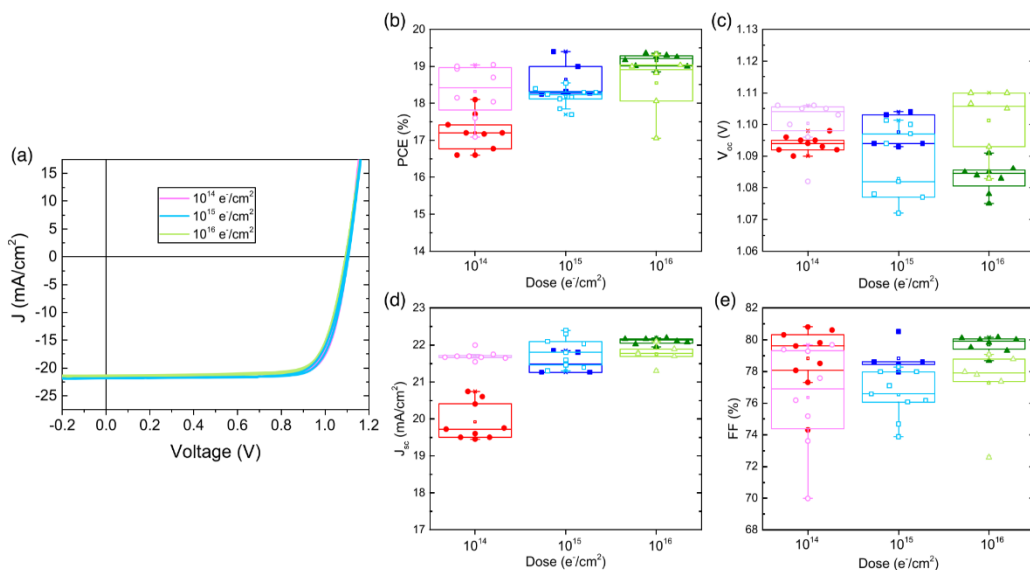 (a)
J (mA/cm²)
15
10
5
0
-5
-10
-15
-20
-25
10¹⁴ e⁻/cm²
10¹⁵ e⁻/cm²
10¹⁶ e⁻/cm²
-0.2 0.0 0.2 0.4 0.6 0.8 1.0 1.2
Voltage (V)
(b)
PCE (%)
20
19
18
17
16
15
14
13
12
10¹⁴ 10¹⁵ 10¹⁶
Dose (e⁻/cm²)
(c)
V_oc (V)
1.13
1.12
1.11
1.10
1.09
1.08
1.07
1.06
10¹⁴ 10¹⁵ 10¹⁶
Dose (e⁻/cm²)
(d)
J_sc (mA/cm²)
23
22
21
20
19
18
17
10¹⁴ 10¹⁵ 10¹⁶
Dose (e⁻/cm²)
(e)
FF (%)
82
80
78
76
74
72
70
68
10¹⁴ 10¹⁵ 10¹⁶
Dose (e⁻/cm²)